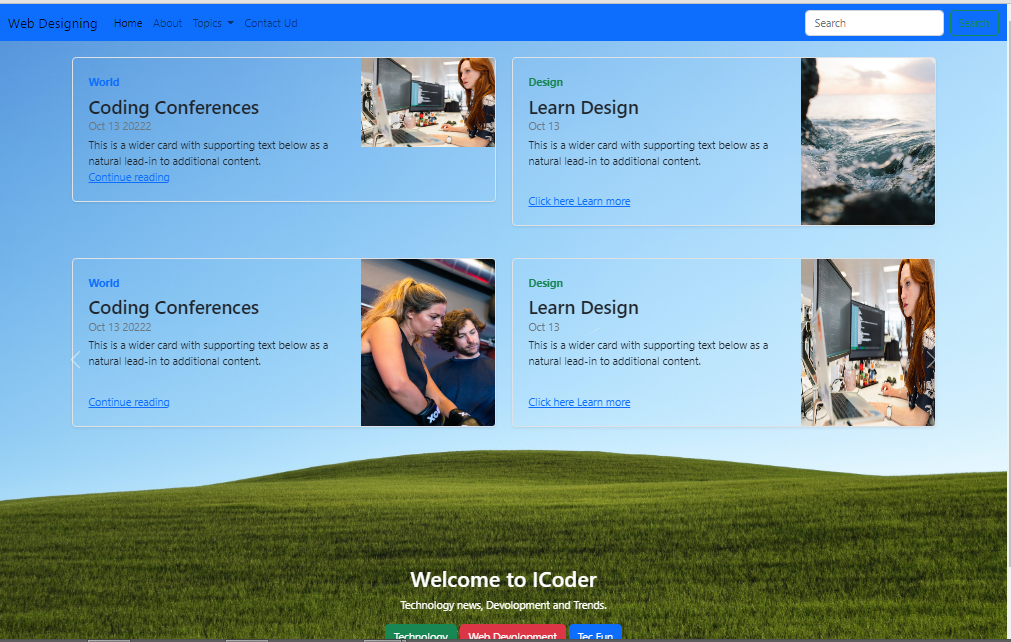 Web Designing Home About Topics Contact Ud Search Search
World
Coding Conferences
Oct 13 20222
This is a wider card with supporting text below as a
natural lead-in to additional content.
Continue reading
Design
Learn Design
Oct 13
This is a wider card with supporting text below as a
natural lead-in to additional content.
Click here Learn more
World
Coding Conferences
Oct 13 20222
This is a wider card with supporting text below as a
natural lead-in to additional content.
Continue reading
Design
Learn Design
Oct 13
This is a wider card with supporting text below as a
natural lead-in to additional content.
Click here Learn more
Welcome to ICoder
Technology news, Devolopment and Trends.
Technology Web Devolopment Tec Fun